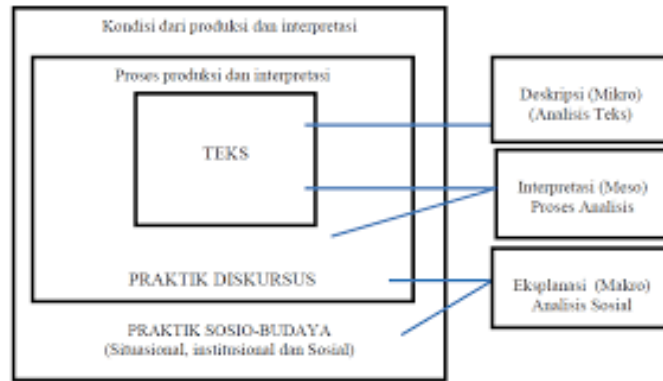 Kondisi dari produksi dan interpretasi
Proses produksi dan interpretasi
TEKS
PRAKTIK DISKURSUS
PRAKTIK SOSIO-BUDAYA
(Situasional, institusional dan Sosial)
Deskripsi (Mikro)
(Analisis Teks)
Interpretasi (Meso)
Proses Analisis
Eksplanasi (Makro)
Analisis Sosial